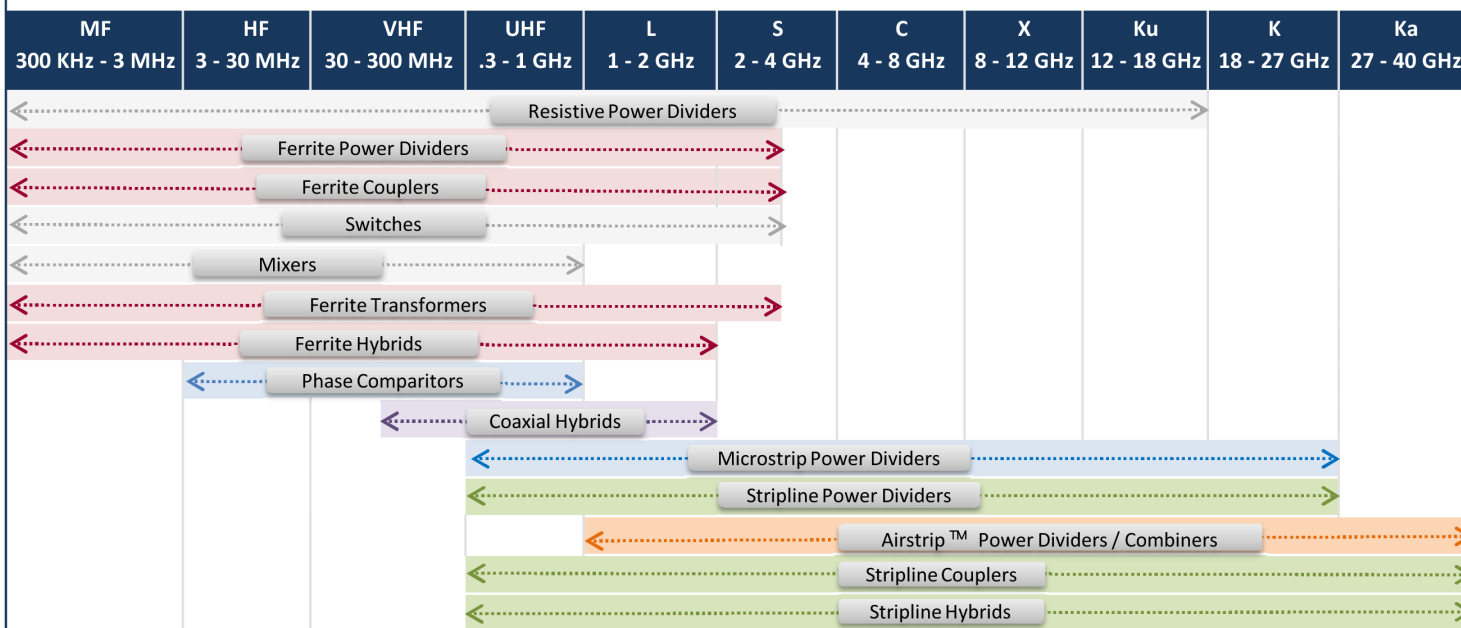 MF HF VHF UHF L S C X Ku K Ka
300 KHz - 3 MHz 3 - 30 MHz 30 - 300 MHz .3 - 1 GHz 1 - 2 GHz 2 - 4 GHz 4 - 8 GHz 8 - 12 GHz 12 - 18 GHz 18 - 27 GHz 27 - 40 GHz
Resistive Power Dividers
Ferrite Power Dividers
Ferrite Couplers
Switches
Mixers
Ferrite Transformers
Ferrite Hybrids
Phase Comparitors
Coaxial Hybrids
Microstrip Power Dividers
Stripline Power Dividers
Airstrip™ Power Dividers / Combiners
Stripline Couplers
Stripline Hybrids